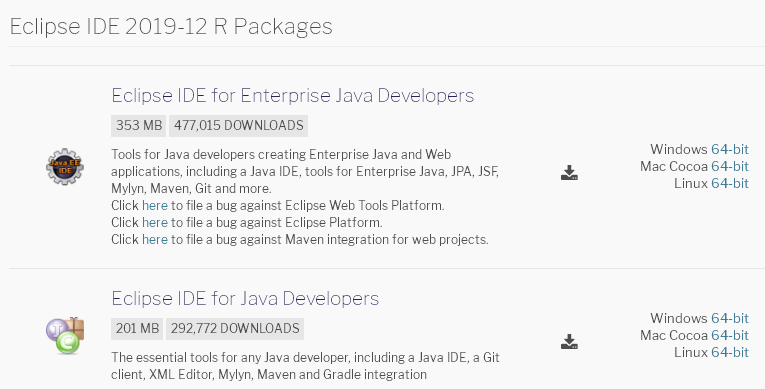 Eclipse IDE 2019-12 R Packages
Eclipse IDE for Enterprise Java Developers
353 MB 477,015 DOWNLOADS
Java EE
IDE
Tools for Java developers creating Enterprise Java and Web
applications, including a Java IDE, tools for Enterprise Java, JPA, JSF,
Mylyn, Maven, Git and more.
Click here to file a bug against Eclipse Web Tools Platform.
Click here to file a bug against Eclipse Platform.
Click here to file a bug against Maven integration for web projects.
Windows 64-bit
Mac Cocoa 64-bit
Linux 64-bit
Eclipse IDE for Java Developers
201 MB 292,772 DOWNLOADS
J
C
The essential tools for any Java developer, including a Java IDE, a Git
client, XML Editor, Mylyn, Maven and Gradle integration
Windows 64-bit
Mac Cocoa 64-bit
Linux 64-bit